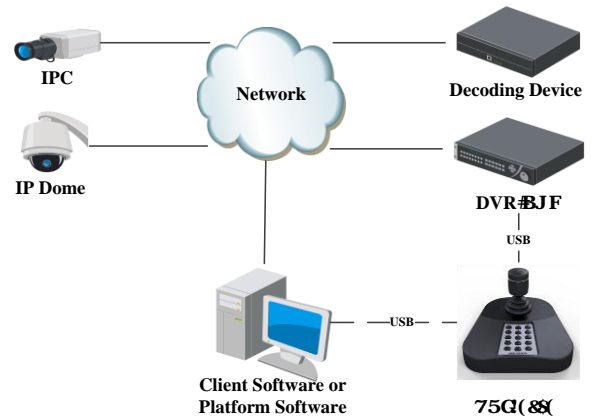 IPC
Network
Decoding Device
IP Dome
DVR
USB
USB
Client Software or
Platform Software